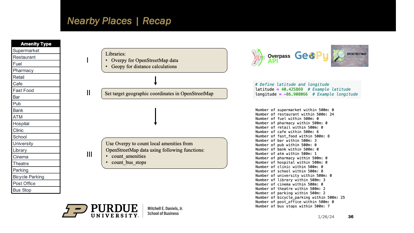 Nearby Places | Recap
Amenity Type
Supermarket
Restaurant
Fuel
Pharmacy
Retail
Cafe
Fast Food
Bar
Pub
Bank
ATM
Hospital
Clinic
School
University
Library
Cinema
Theatre
Parking
Bicycle Parking
Post Office
Bus Stop
I
Libraries:
• Overpy for OpenStreetMap data
• Geopy for distance calculations
II
Set target geographic coordinates in OpenStreetMap
III
Use Overpy to count local amenities from
OpenStreetMap data using following functions:
• count_amenities
• count_bus_stops
Overpass
API
GeoPy
# Define latitude and longitude
latitude = 40.425869 # Example latitude
longitude = -86.908066 # Example longitude
Number of supermarket within 500m: 0
Number of restaurant within 500m: 24
Number of fuel within 500m: 0
Number of pharmacy within 500m: 0
Number of retail within 500m: 0
Number of cafe within 500m: 6
Number of fast_food within 500m: 8
Number of bar within 500m: 3
Number of pub within 500m: 0
Number of bank within 500m: 0
Number of atm within 500m: 1
Number of pharmacy within 500m: 0
Number of hospital within 500m: 0
Number of clinic within 500m: 0
Number of school within 500m: 0
Number of university within 500m: 0
Number of library within 500m: 3
Number of cinema within 500m: 0
Number of theatre within 500m: 2
Number of parking within 500m: 2
Number of bicycle_parking within 500m: 25
Number of post_office within 500m: 0
Number of bus stops within 500m: 7
PURDUE
UNIVERSITY
Mitchell E. Daniels, Jr.
School of Business
1/26/24
36